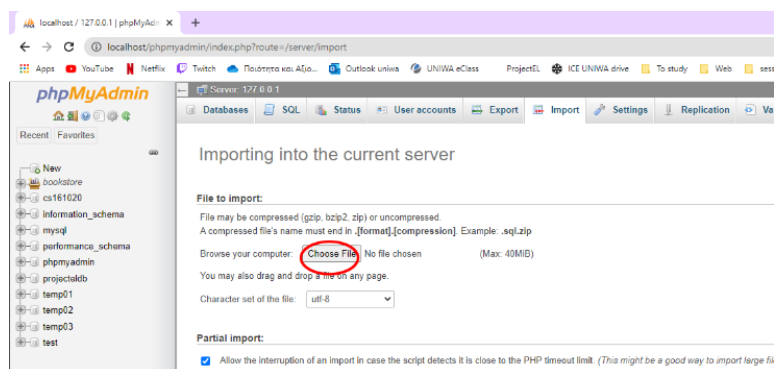 localhost / 127.0.0.1 | phpMyAdm
localhost/phpmyadmin/index.php?route=/server/import
Apps YouTube Netflix Twitch Ποιότητα και Αξιο... Outlook uniwa UNIWA eClass ProjectEL ICE UNIWA drive To study Web sess
phpMyAdmin
Server: 127.0.0.1
Databases SQL Status User accounts Export Import Settings Replication Va
Recent Favorites
New
bookstore
cs161020
information_schema
mysql
performance_schema
phpmyadmin
projecteldb
temp01
temp02
temp03
test
Importing into the current server
File to import:
File may be compressed (gzip, bzip2, zip) or uncompressed.
A compressed file's name must end in .[format].[compression]. Example: .sql.zip
Browse your computer: Choose File No file chosen (Max: 40MiB)
You may also drag and drop a file on any page.
Character set of the file: utf-8
Partial import:
Allow the interruption of an import in case the script detects it is close to the PHP timeout limit. (This might be a good way to import large fil